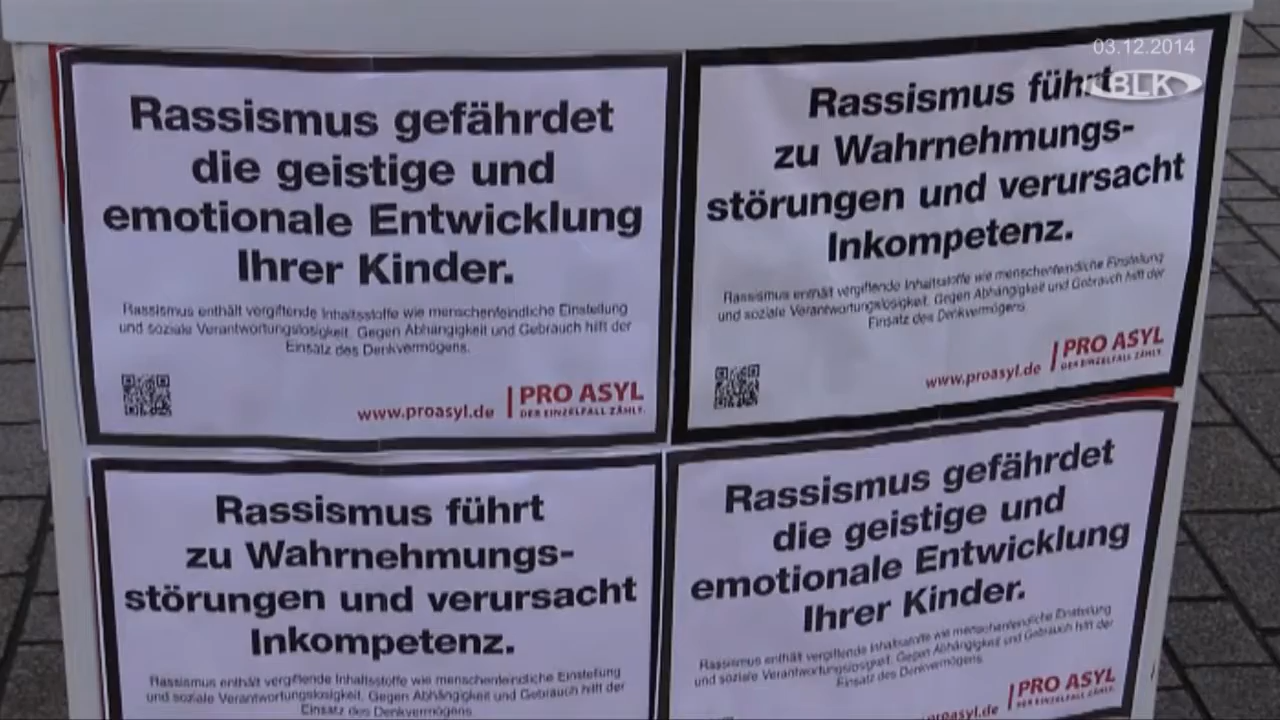 03.12.2014
BLK
Rassismus gefährdet
die geistige und
emotionale Entwicklung
Ihrer Kinder.
Rassismus enthält vergiftende Inhaltsstoffe wie menschenfeindliche Einstellung
und soziale Verantwortungslosigkeit. Gegen Abhängigkeit und Gebrauch hilft der
Einsatz des Denkvermögens.
www.proasyl.de
PRO ASYL
DER EINZELFALL ZÄHLT.
Rassismus führt
zu Wahrnehmungs-
störungen und verursacht
Inkompetenz.
Rassismus enthält vergiftende Inhaltsstoffe wie menschenfeindliche Einstellung
und soziale Verantwortungslosigkeit. Gegen Abhängigkeit und Gebrauch hilft der
Einsatz des Denkvermögens.
www.proasyl.de
PRO ASYL
DER EINZELFALL ZÄHLT.
Rassismus führt
zu Wahrnehmungs-
störungen und verursacht
Inkompetenz.
Rassismus enthält vergiftende Inhaltsstoffe wie menschenfeindliche Einstellung
und soziale Verantwortungslosigkeit. Gegen Abhängigkeit und Gebrauch hilft der
Einsatz des Denkvermögens
Rassismus gefährdet
die geistige und
emotionale Entwicklung
Ihrer Kinder.
Rassismus enthält vergiftende Inhaltsstoffe wie menschenfeindliche Einstellung
und soziale Verantwortungslosigkeit. Gegen Abhängigkeit und Gebrauch hilft der
Einsatz des Denkvermögens.
proasyl.de
PRO ASYL
DER EINZELFALL ZÄHLT.